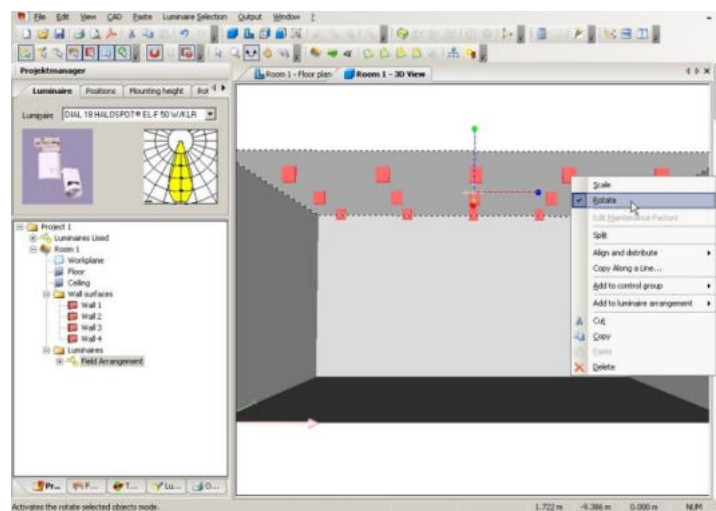 File Edit View CAD Paste Luminaire Selection Output Window ?
Projektmanager
Room 1 - Floor plan Room 1 - 3D View
Luminaire Positions Mounting height Rot
Luminaire DIAL 18 HALOSPOT® EL-F 50 W/KLR
Project 1
Luminaires Used
Room 1
Workplane
Floor
Ceiling
Wall surfaces
Wall 1
Wall 2
Wall 3
Wall 4
Luminaires
Field Arrangement
Scale
Rotate
Edit Maintenance Factors
Split
Align and distribute
Copy Along a Line...
Add to control group
Add to luminaire arrangement
Cut
Copy
Paste
Delete
Pr... F... T... Lu... O...
Activates the rotate selected objects mode. 1.722 m -9.386 m 0.000 m NUM